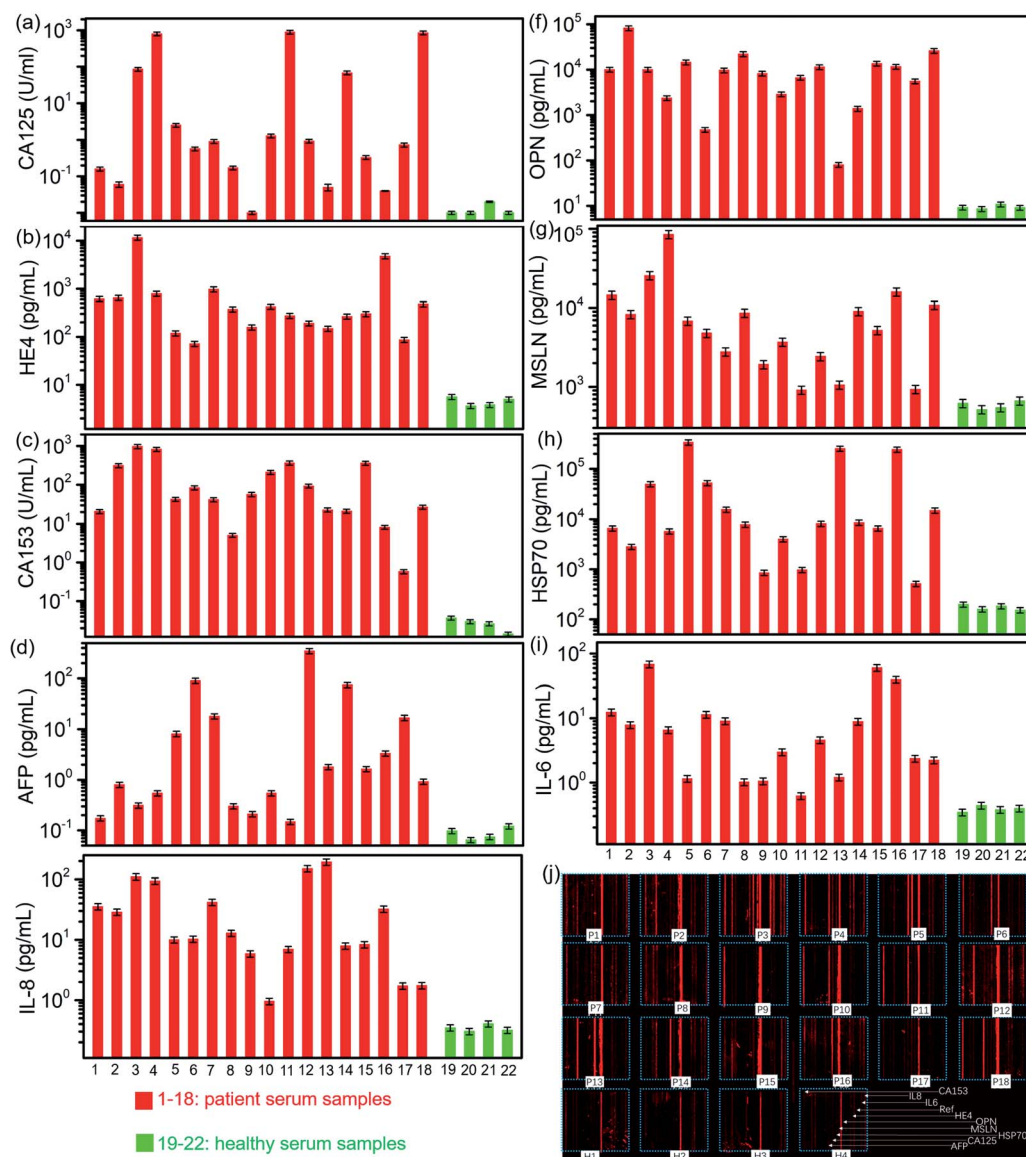 (a)
CA125 (U/ml)
10³
10¹
10⁻¹
(b)
HE4 (pg/mL)
10⁴
10³
10²
10¹
(c)
CA153 (U/mL)
10³
10²
10¹
10⁰
10⁻¹
(d)
AFP (pg/mL)
10²
10¹
10⁰
10⁻¹
IL-8 (pg/mL)
10²
10¹
10⁰
1 2 3 4 5 6 7 8 9 10 11 12 13 14 15 16 17 18 19 20 21 22
1-18: patient serum samples
19-22: healthy serum samples
(f)
OPN (pg/mL)
10⁵
10⁴
10³
10²
10¹
(g)
MSLN (pg/mL)
10⁵
10⁴
10³
(h)
HSP70 (pg/mL)
10⁵
10⁴
10³
10²
(i)
IL-6 (pg/mL)
10²
10¹
10⁰
1 2 3 4 5 6 7 8 9 10 11 12 13 14 15 16 17 18 19 20 21 22
(j)
P1 P2 P3 P4 P5 P6
P7 P8 P9 P10 P11 P12
P13 P14 P15 P16 P17 P18
CA153
IL8
IL6
Ref
HE4
OPN
MSLN
HSP70
CA125
AFP
H1 H2 H3 H4